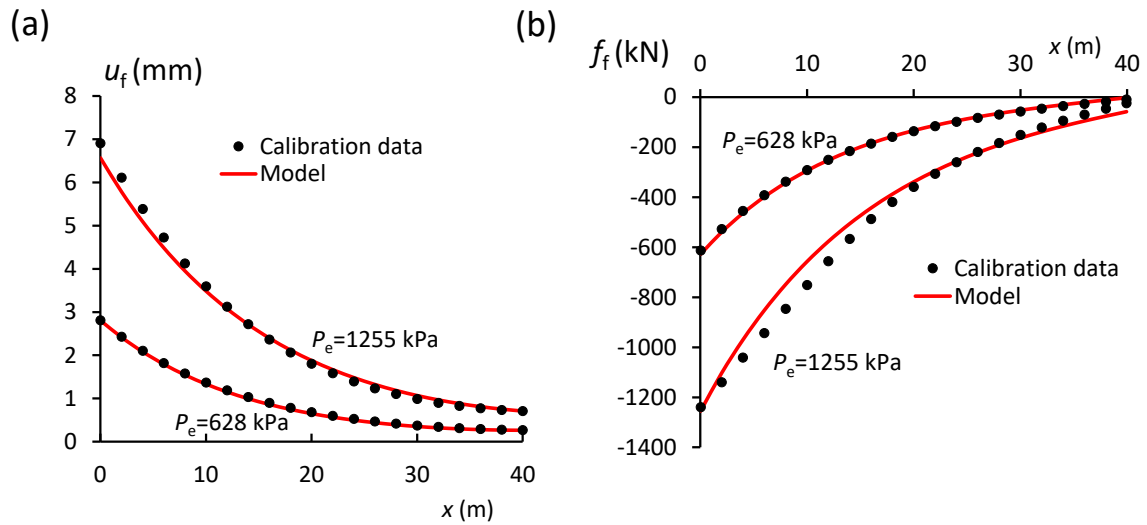 (a)
u_f (mm)
8
7
6
5
4
3
2
1
0
0 10 20 30 40
x (m)
Calibration data
Model
P_e=1255 kPa
P_e=628 kPa
(b)
f_f (kN)
x (m)
0 10 20 30 40
0
-200
-400
-600
-800
-1000
-1200
-1400
P_e=628 kPa
Calibration data
Model
P_e=1255 kPa